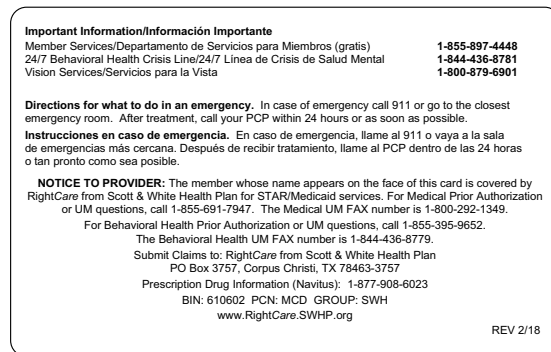 Important Information/Información Importante
Member Services/Departamento de Servicios para Miembros (gratis) 1-855-897-4448
24/7 Behavioral Health Crisis Line/24/7 Línea de Crisis de Salud Mental 1-844-436-8781
Vision Services/Servicios para la Vista 1-800-879-6901
Directions for what to do in an emergency. In case of emergency call 911 or go to the closest
emergency room. After treatment, call your PCP within 24 hours or as soon as possible.
Instrucciones en caso de emergencia. En caso de emergencia, llame al 911 o vaya a la sala
de emergencias más cercana. Después de recibir tratamiento, llame al PCP dentro de las 24 horas
o tan pronto como sea posible.
NOTICE TO PROVIDER: The member whose name appears on the face of this card is covered by
RightCare from Scott & White Health Plan for STAR/Medicaid services. For Medical Prior Authorization
or UM questions, call 1-855-691-7947. The Medical UM FAX number is 1-800-292-1349.
For Behavioral Health Prior Authorization or UM questions, call 1-855-395-9652.
The Behavioral Health UM FAX number is 1-844-436-8779.
Submit Claims to: RightCare from Scott & White Health Plan
PO Box 3757, Corpus Christi, TX 78463-3757
Prescription Drug Information (Navitus): 1-877-908-6023
BIN: 610602 PCN: MCD GROUP: SWH
www.RightCare.SWHP.org
REV 2/18